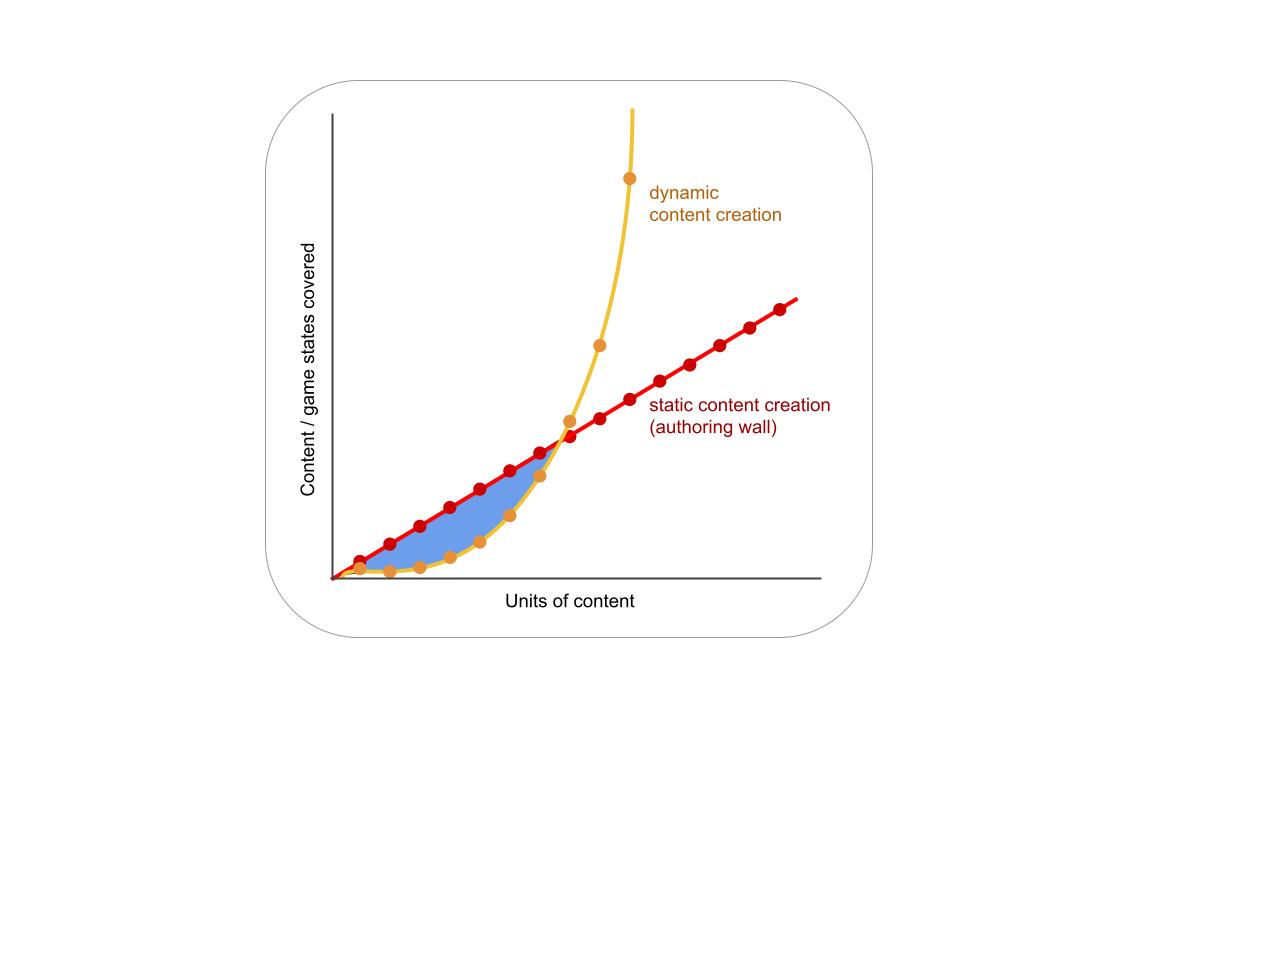 dynamic
content creation
Content / game states covered
static content creation
(authoring wall)
Units of content